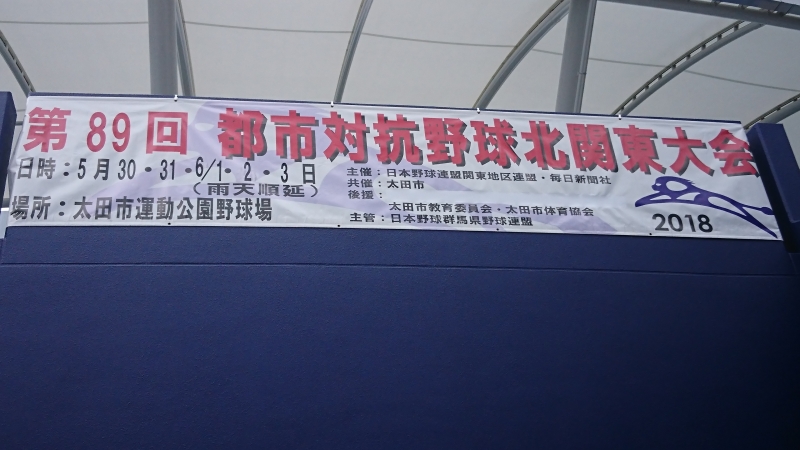 第89回 都市対抗野球北関東大会
日時：5月30・31・6/1・2・3日
（雨天順延）
場所：太田市運動公園野球場
主催：日本野球連盟関東地区連盟・毎日新聞社
共催：太田市
後援：
太田市教育委員会・太田市体育協会
主管：日本野球群馬県野球連盟
2018